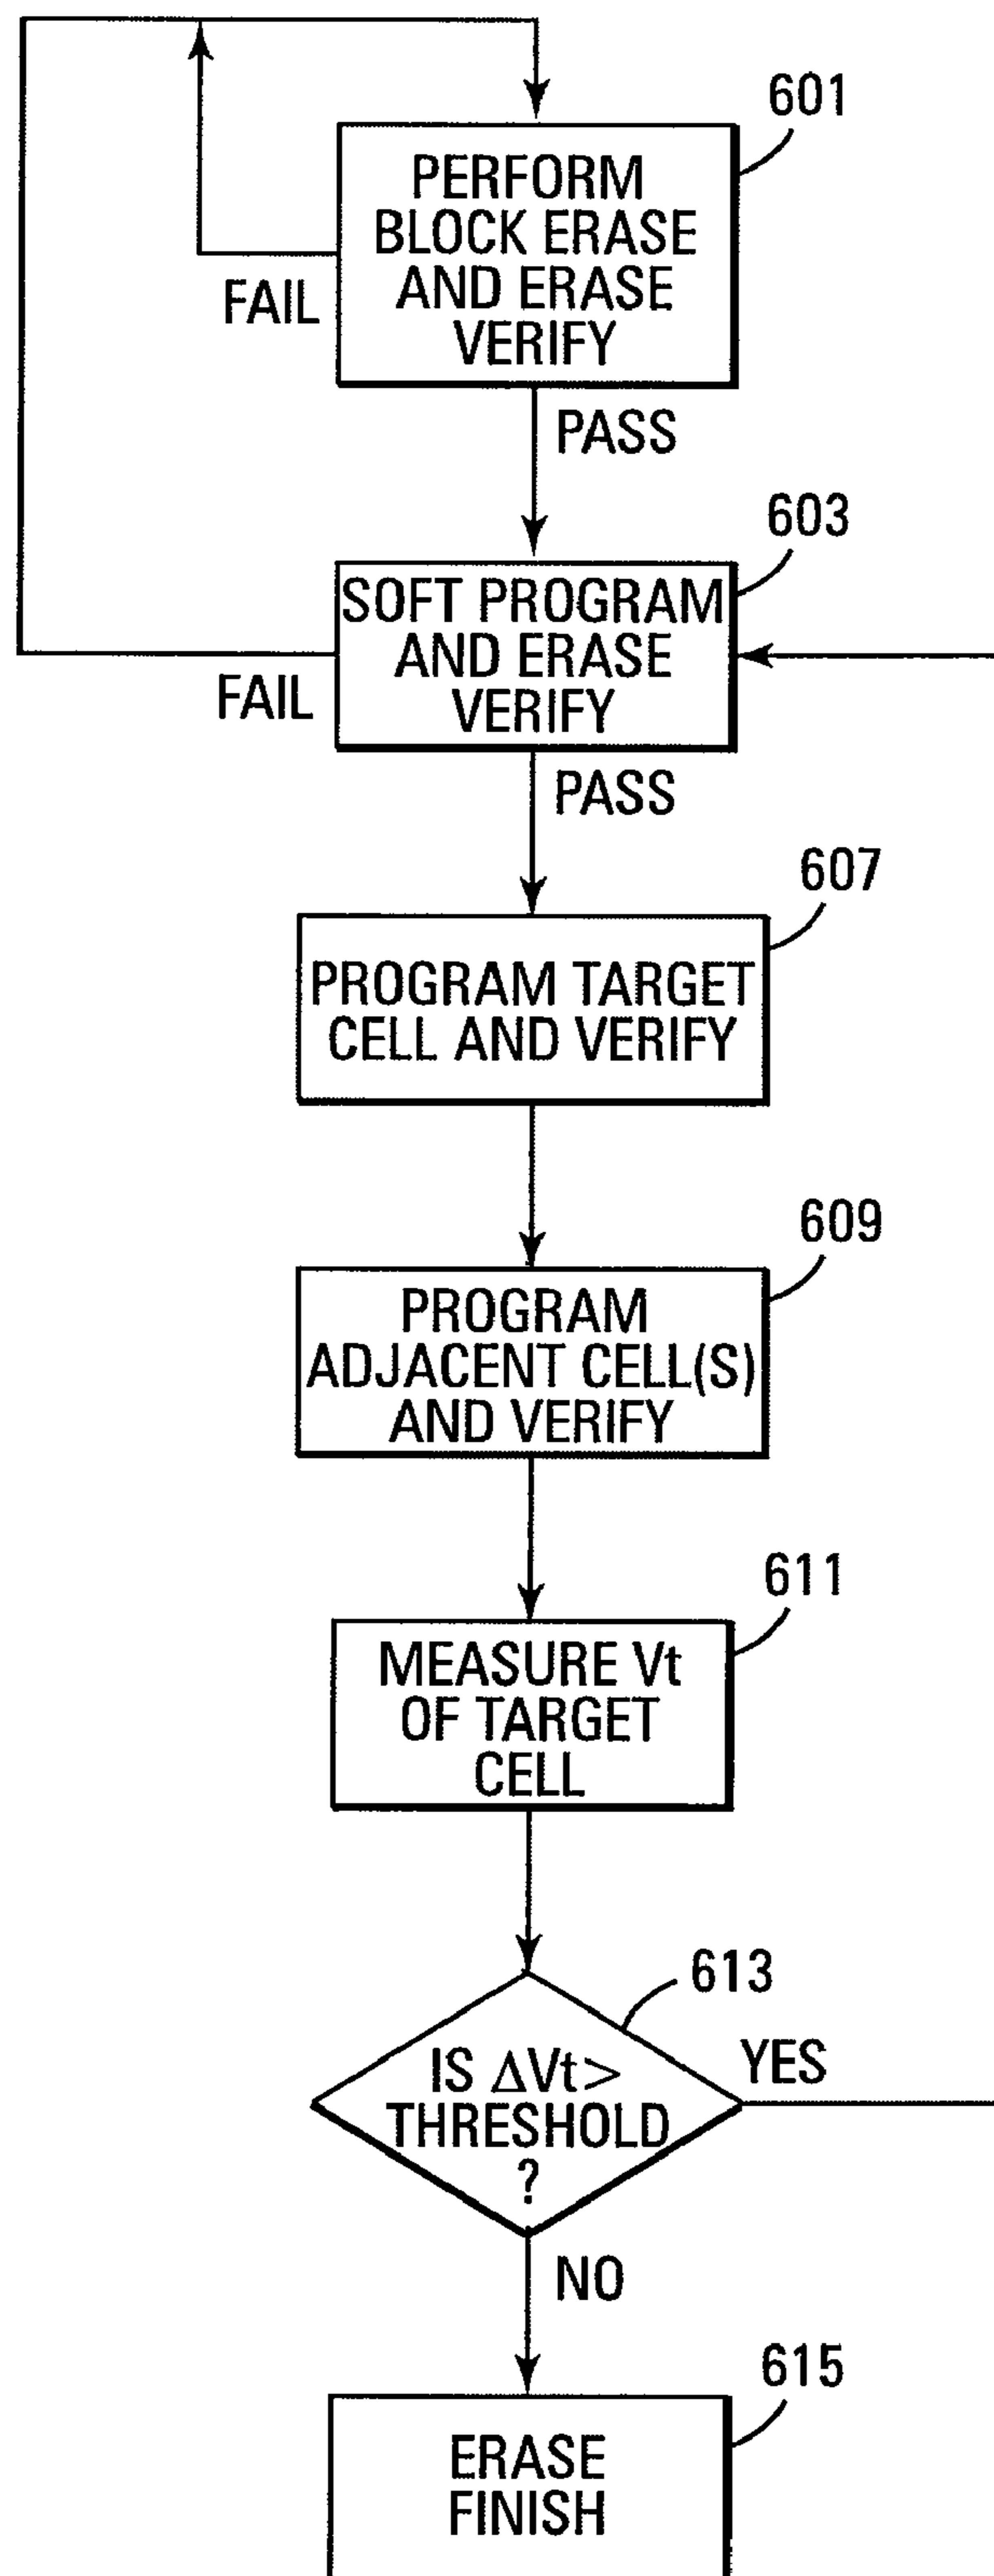 601
PERFORM
BLOCK ERASE
AND ERASE
VERIFY
FAIL
PASS
603
SOFT PROGRAM
AND ERASE
VERIFY
FAIL
PASS
607
PROGRAM TARGET
CELL AND VERIFY
609
PROGRAM
ADJACENT CELL(S)
AND VERIFY
611
MEASURE Vt
OF TARGET
CELL
613
IS ΔVt>
THRESHOLD
?
YES
NO
615
ERASE
FINISH